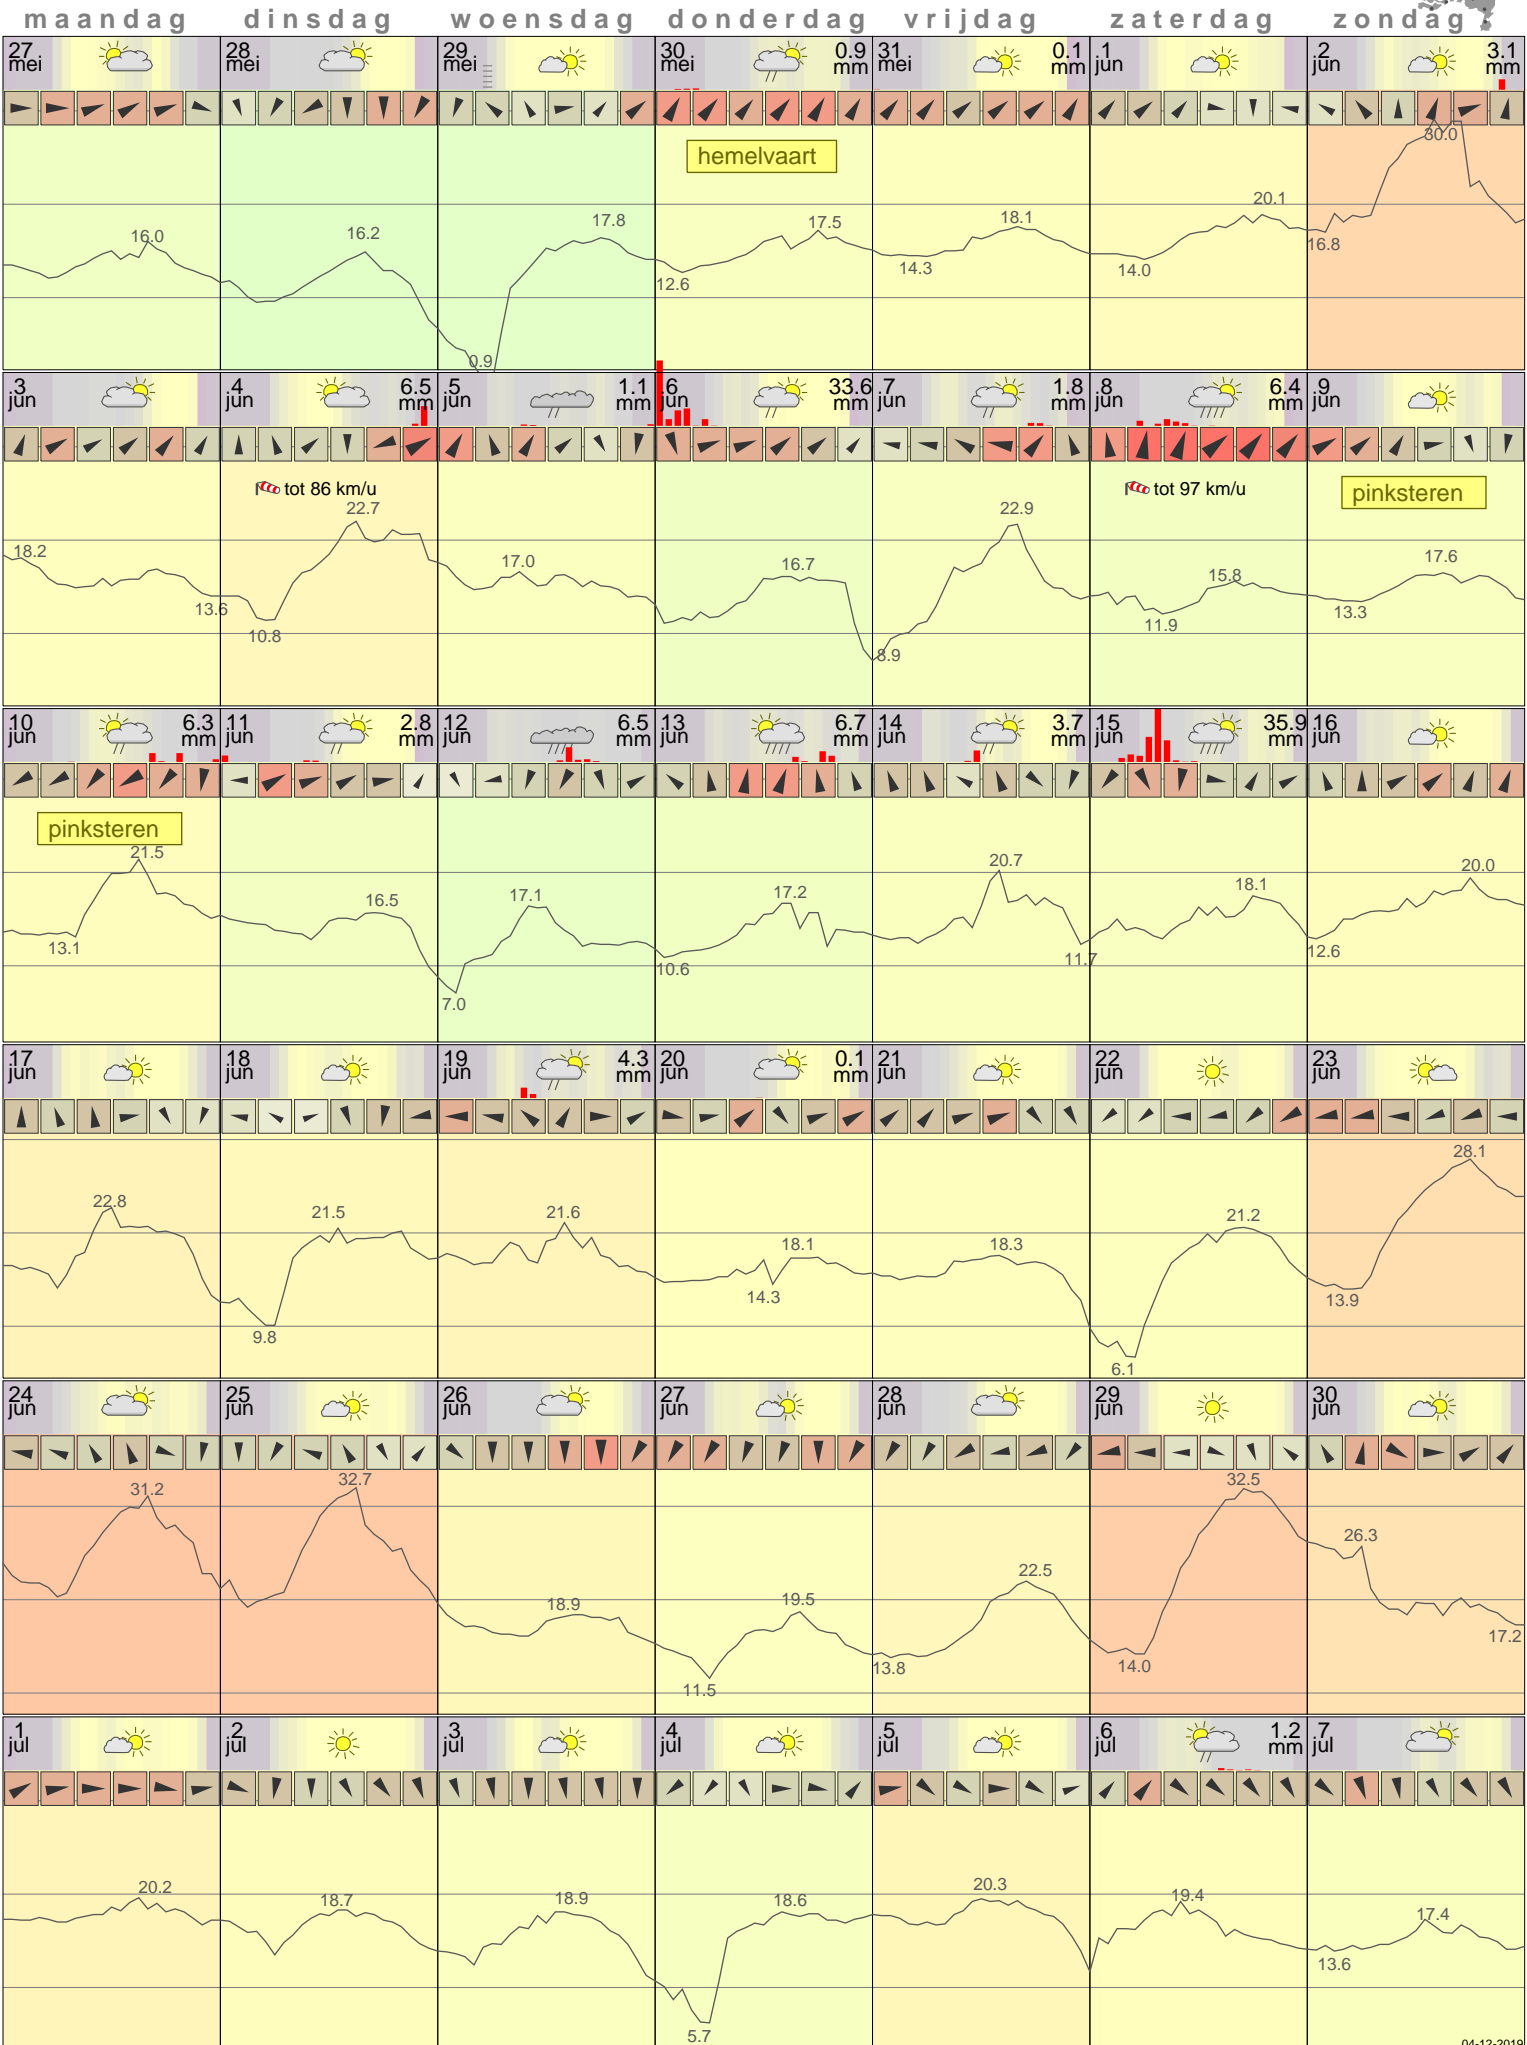 maandag dinsdag woensdag donderdag vrijdag zaterdag zondag
27 mei 28 mei 29 mei 30 mei 0.9 mm 31 mei 0.1 mm 1 jun 2 jun 3.1 mm
hemelvaart
16.0 16.2 0.9 17.8 12.6 17.5 14.3 18.1 14.0 20.1 16.8 30.0
3 jun 4 jun 6.5 mm 5 jun 1.1 mm 6 jun 33.6 7 jun 1.8 mm 8 jun 6.4 mm 9 jun
tot 86 km/u tot 97 km/u pinksteren
18.2 13.6 10.8 22.7 17.0 16.7 8.9 22.9 11.9 15.8 13.3 17.6
10 jun 6.3 mm 11 jun 2.8 mm 12 jun 6.5 mm 13 jun 6.7 mm 14 jun 3.7 mm 15 jun 35.9 16 jun
pinksteren
13.1 21.5 16.5 7.0 17.1 10.6 17.2 20.7 11.7 18.1 12.6 20.0
17 jun 18 jun 19 jun 4.3 mm 20 jun 0.1 mm 21 jun 22 jun 23 jun
22.8 9.8 21.5 21.6 14.3 18.1 18.3 6.1 21.2 13.9 28.1
24 jun 25 jun 26 jun 27 jun 28 jun 29 jun 30 jun
31.2 32.7 18.9 11.5 19.5 13.8 22.5 14.0 32.5 26.3 17.2
1 jul 2 jul 3 jul 4 jul 5 jul 6 jul 1.2 mm 7 jul
20.2 18.7 18.9 5.7 18.6 20.3 19.4 13.6 17.4
04-12-2019